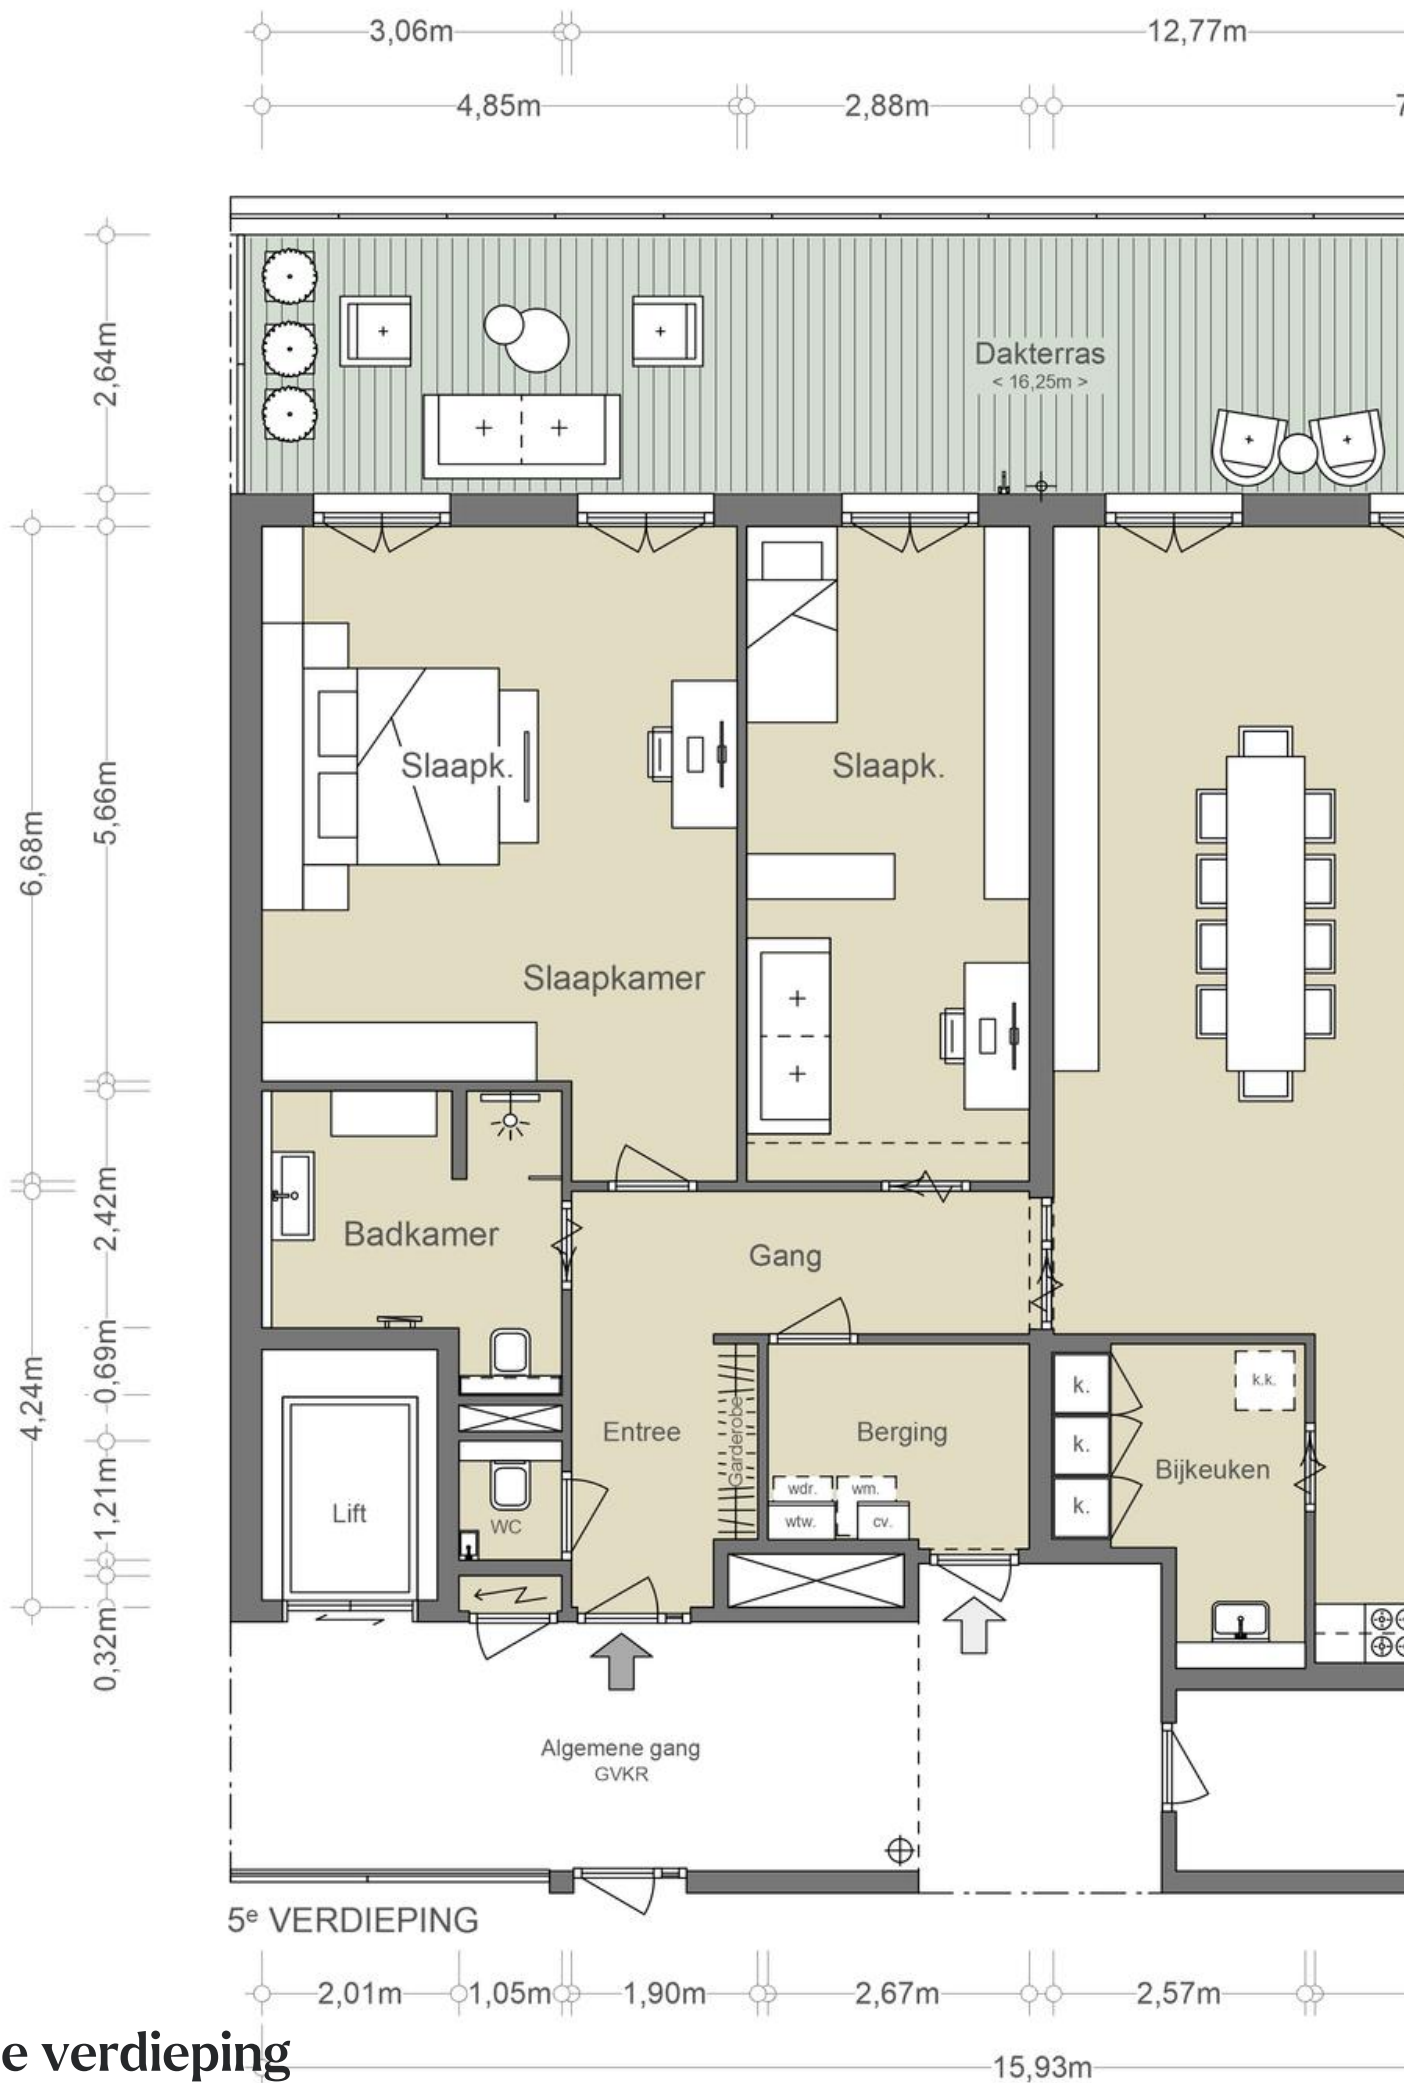 3,06m
12,77m
4,85m
2,88m
2,64m
Dakterras
< 16,25m >
6,68m
5,66m
Slaapk.
Slaapk.
Slaapkamer
2,42m
Badkamer
Gang
4,24m
0,69m
Entree
Garderobe
Berging
k.
k.k.
k.
Bijkeuken
k.
wdr.
wm.
wtw.
cv.
1,21m
Lift
WC
0,32m
Algemene gang
GVKR
5e VERDIEPING
2,01m
1,05m
1,90m
2,67m
2,57m
e verdieping
15,93m